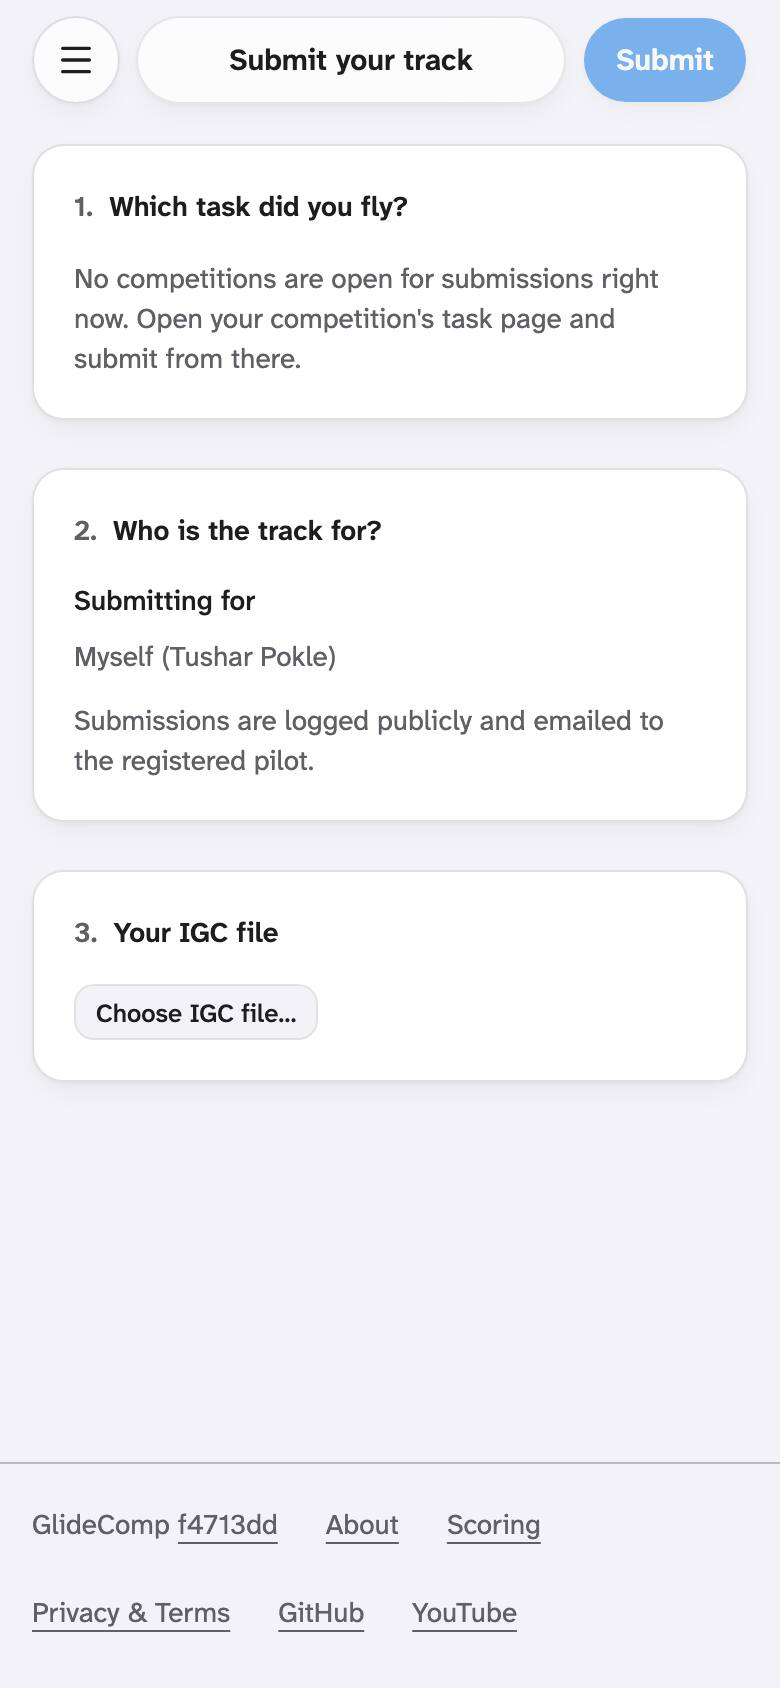 Submit your track
Submit
1. Which task did you fly?
No competitions are open for submissions right
now. Open your competition's task page and
submit from there.
2. Who is the track for?
Submitting for
Myself (Tushar Pokle)
Submissions are logged publicly and emailed to
the registered pilot.
3. Your IGC file
Choose IGC file...
GlideComp f4713dd About Scoring
Privacy & Terms GitHub YouTube